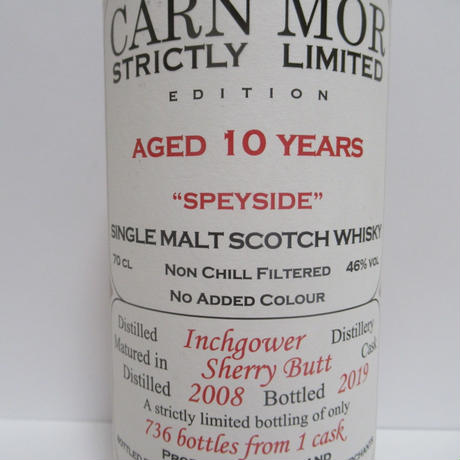 CARN MOR
STRICTLY LIMITED
EDITION
AGED 10 YEARS
"SPEYSIDE"
SINGLE MALT SCOTCH WHISKY
70 CL NON CHILL FILTERED 46% VOL
NO ADDED COLOUR
Distilled Inchgower Distillery
Matured in Sherry Butt Cask
Distilled 2008 Bottled 2019
A strictly limited bottling of only
736 bottles from 1 cask